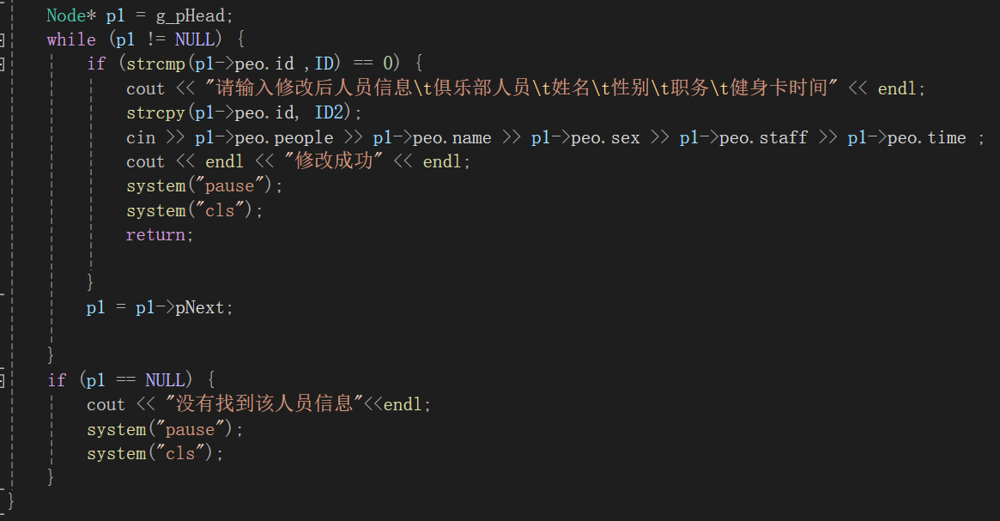 Node* p1 = g_pHead;
while (p1 != NULL) {
if (strcmp(p1->peo.id ,ID) == 0) {
cout << "请输入修改后人员信息\t俱乐部人员\t姓名\t性别\t职务\t健身卡时间" << endl;
strcpy(p1->peo.id, ID2);
cin >> p1->peo.people >> p1->peo.name >> p1->peo.sex >> p1->peo.staff >> p1->peo.time ;
cout << endl << "修改成功" << endl;
system("pause");
system("cls");
return;
}
p1 = p1->pNext;
}
if (p1 == NULL) {
cout << "没有找到该人员信息"<<endl;
system("pause");
system("cls");
}
}